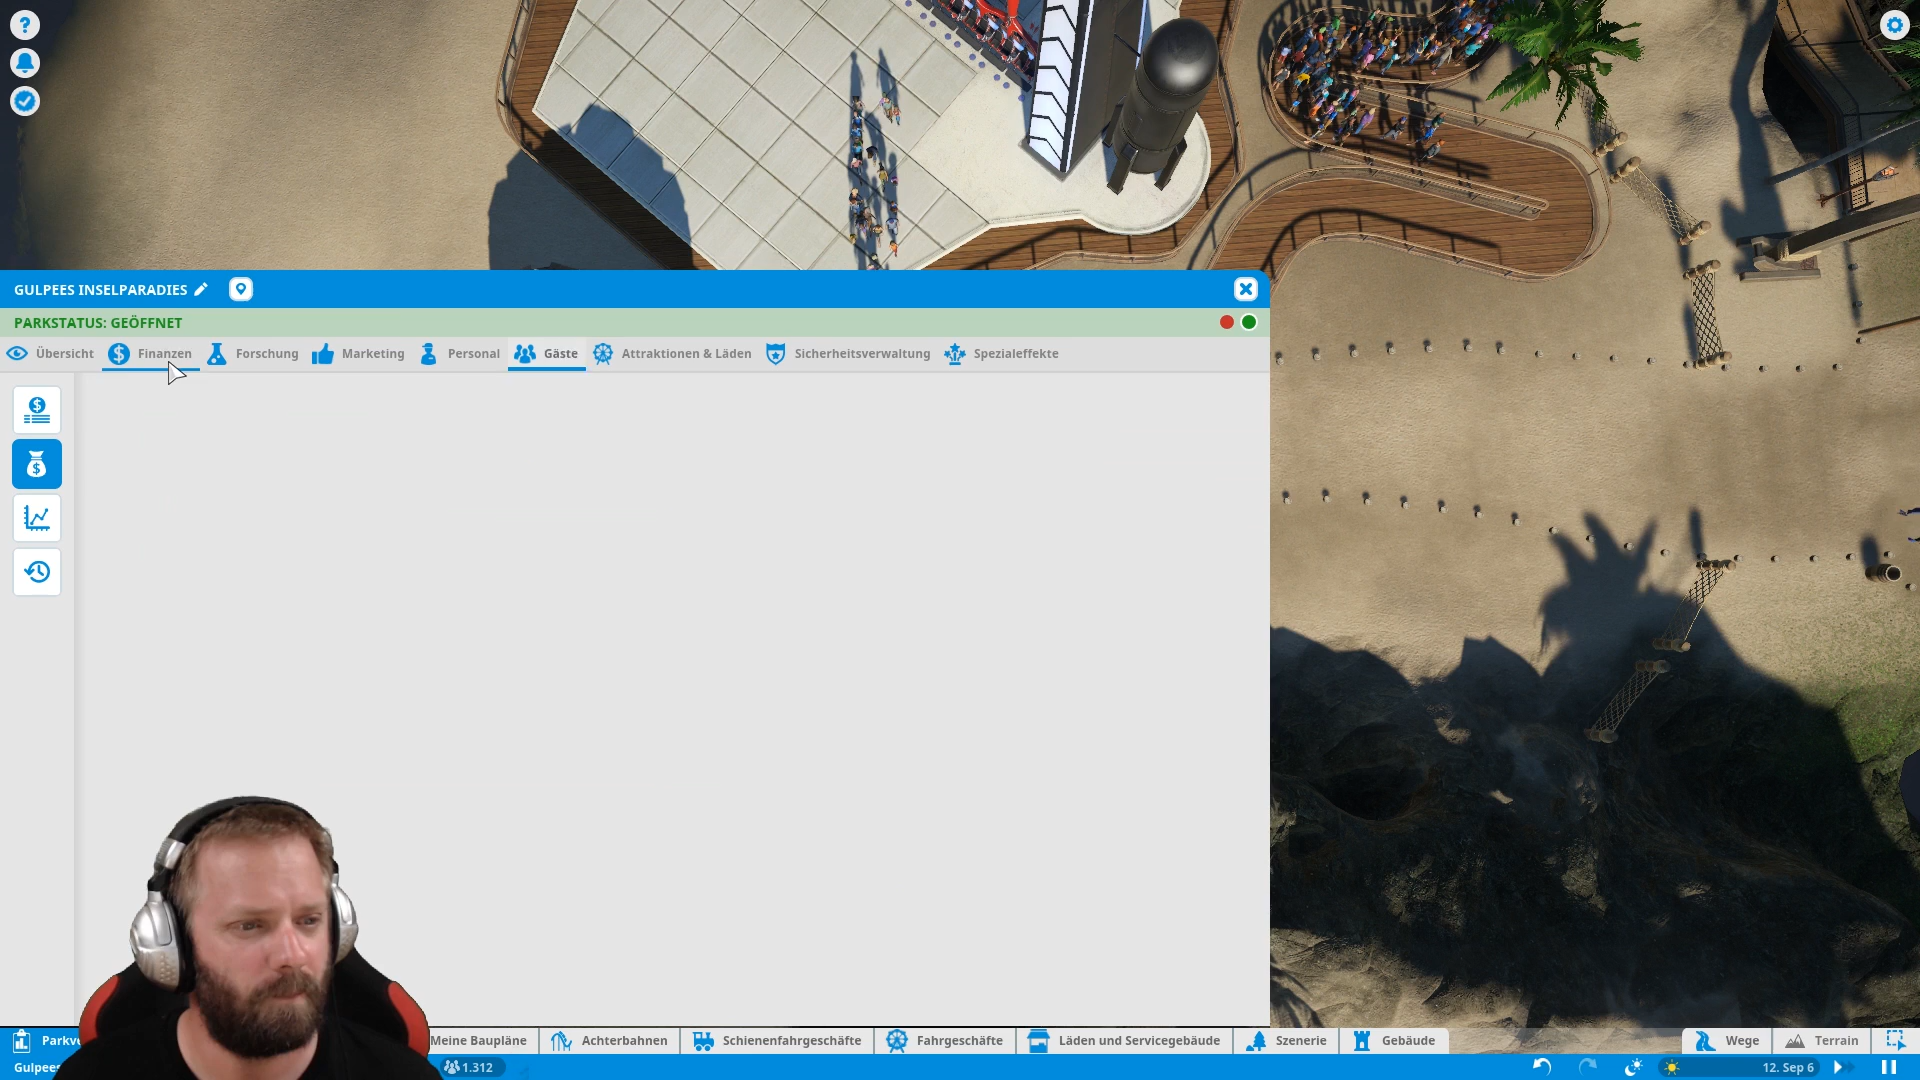 GULPEES INSELPARADIES
PARKSTATUS: GEÖFFNET
Übersicht Finanzen Forschung Marketing Personal Gäste Attraktionen & Läden Sicherheitsverwaltung Spezialeffekte
Meine Baupläne Achterbahnen Schienenfahrgeschäfte Fahrgeschäfte Läden und Servicegebäude Szenerie Gebäude Wege Terrain
Gulpees 1.312 12. Sep 6